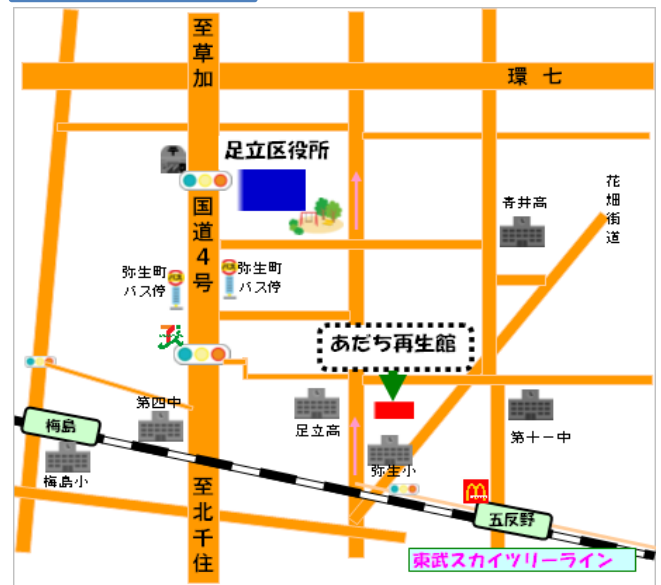 至草加
環七
足立区役所
国道4号
花畑街道
青井高
弥生町
バス停
弥生町
バス停
あだち再生館
第四中
足立高
第十一中
梅島
梅島小
弥生小
至北千住
五反野
東武スカイツリーライン